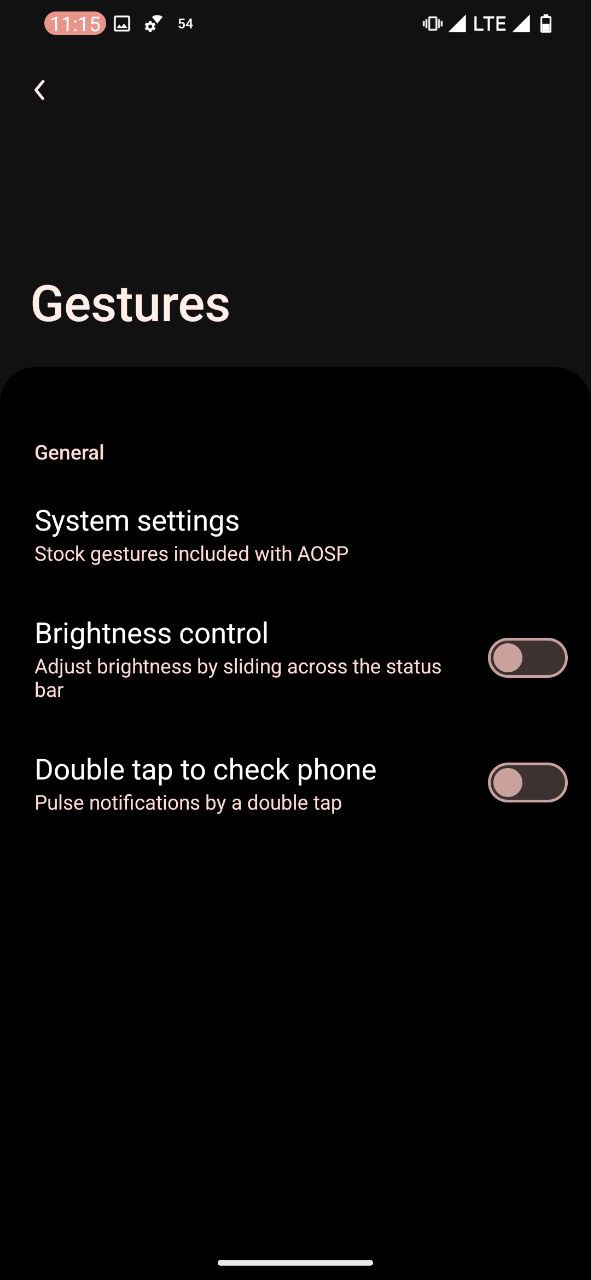 11:15 54 LTE
Gestures
General
System settings
Stock gestures included with AOSP
Brightness control
Adjust brightness by sliding across the status
bar
Double tap to check phone
Pulse notifications by a double tap